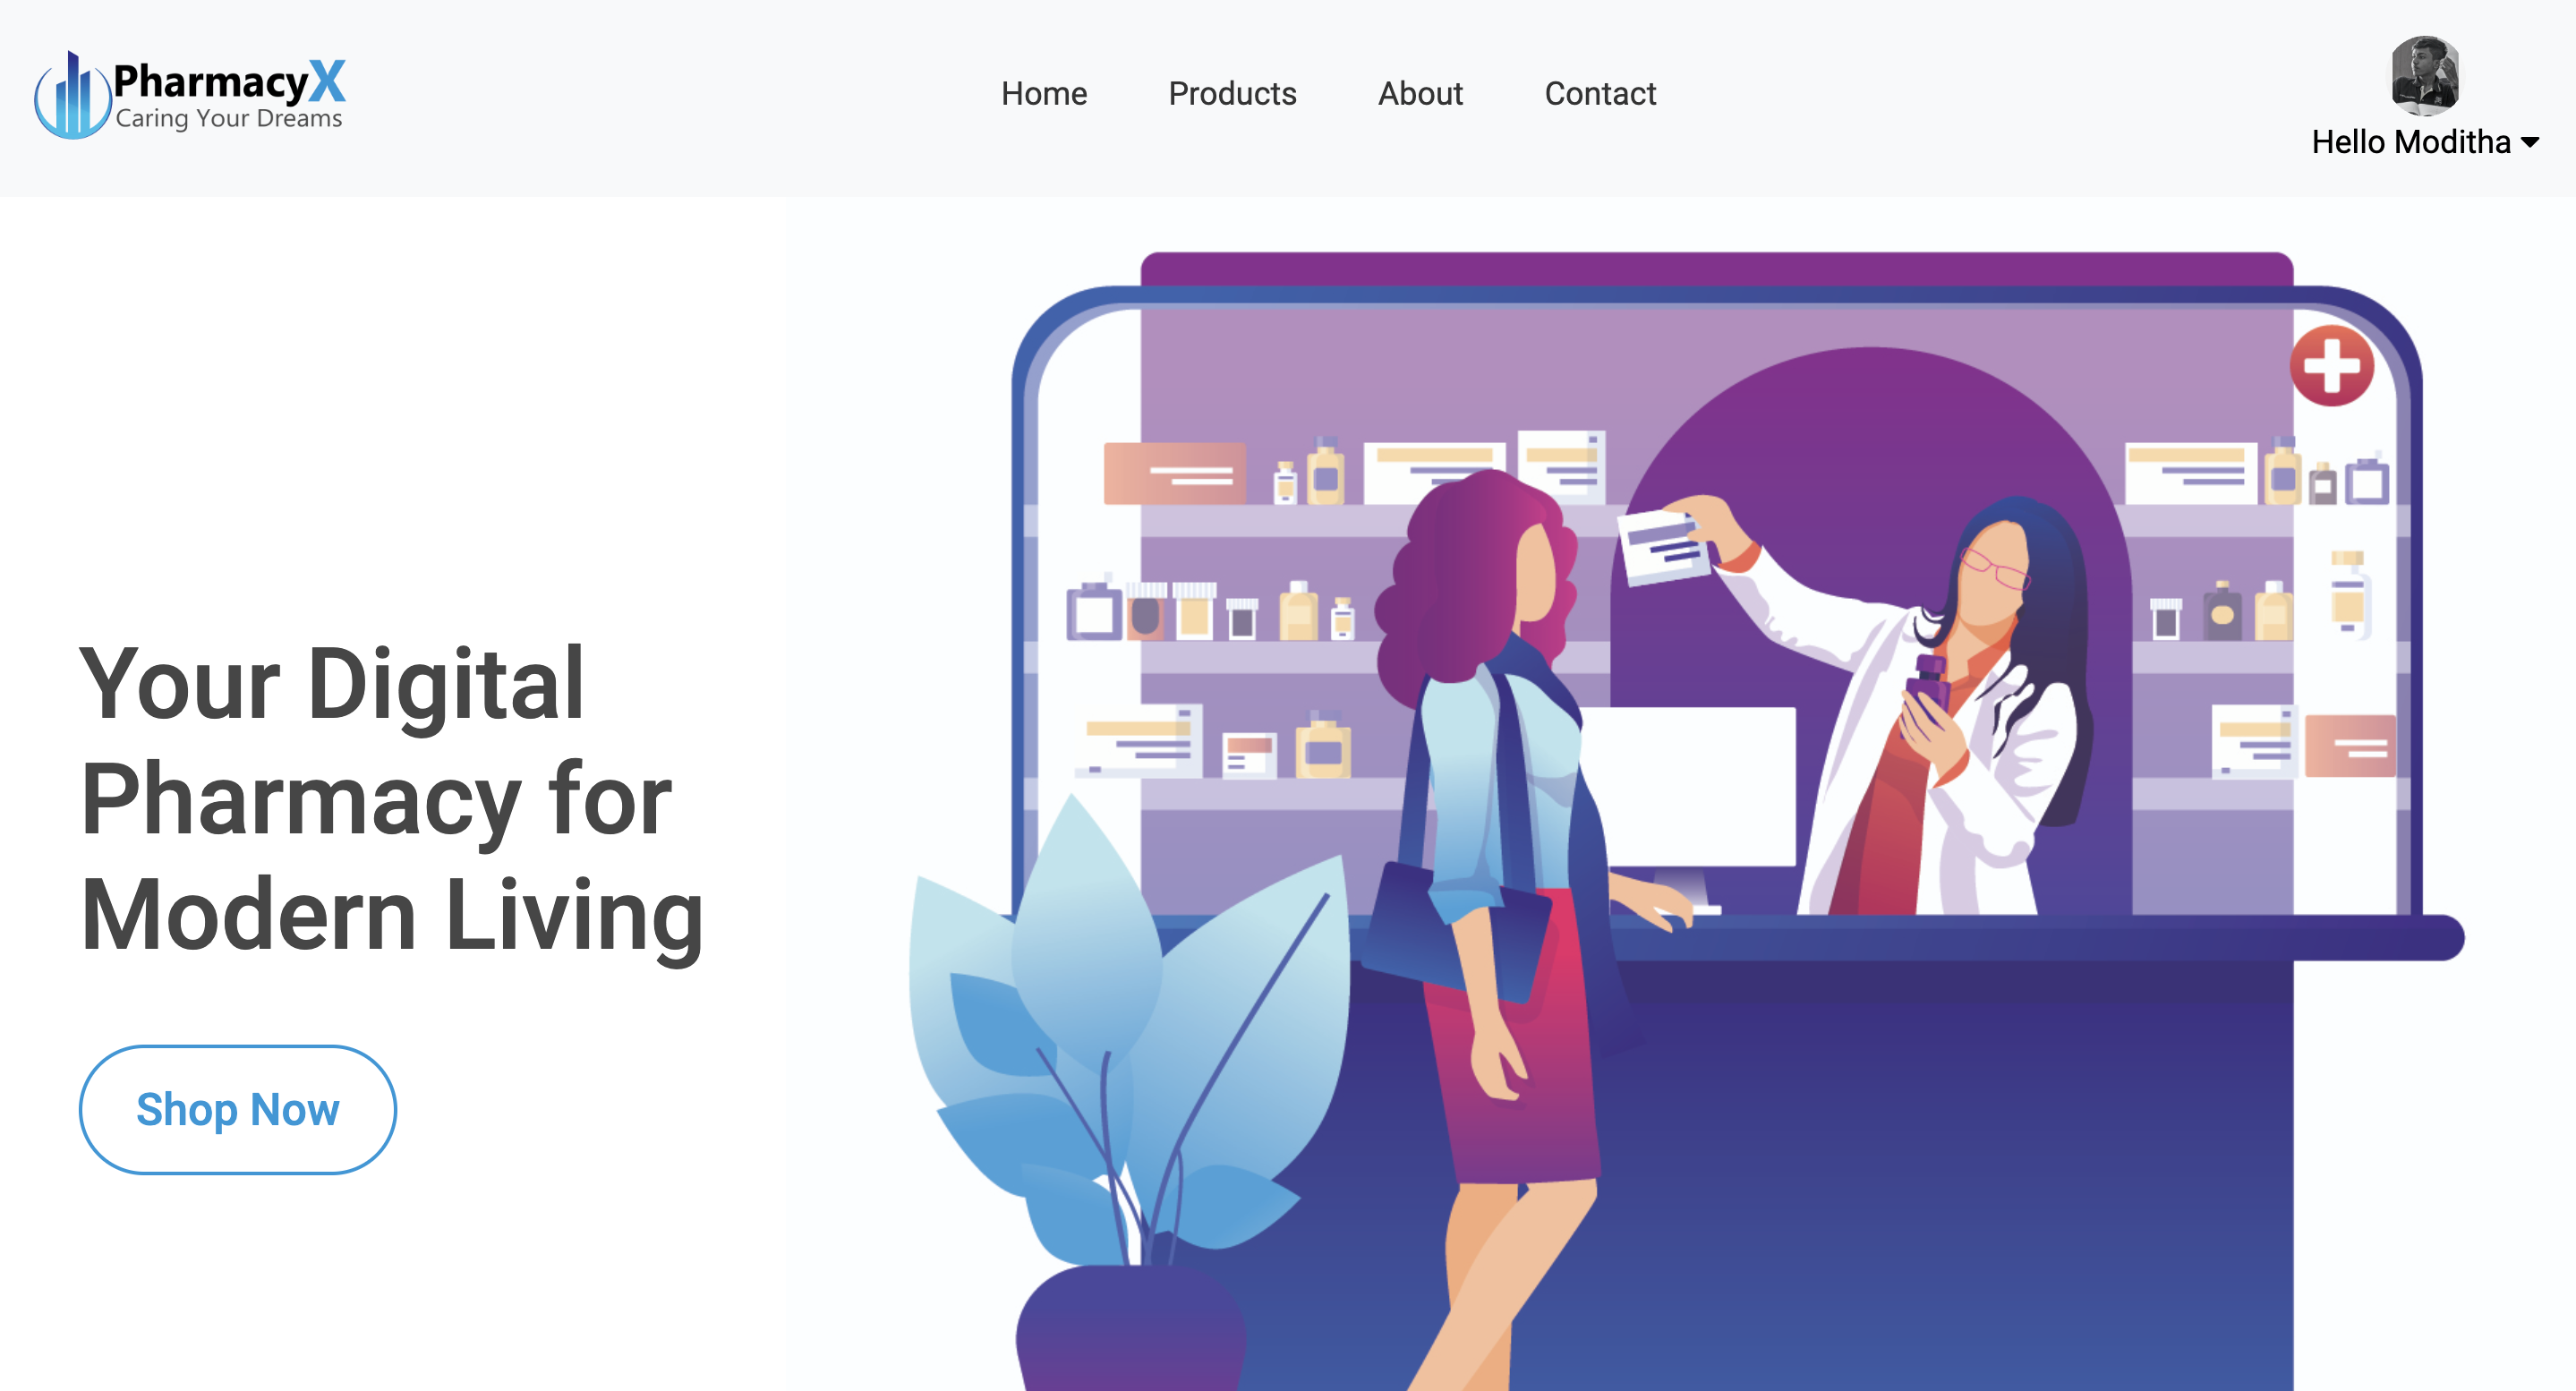 PharmacyX
Caring Your Dreams
Home Products About Contact
Hello Moditha
Your Digital
Pharmacy for
Modern Living
Shop Now